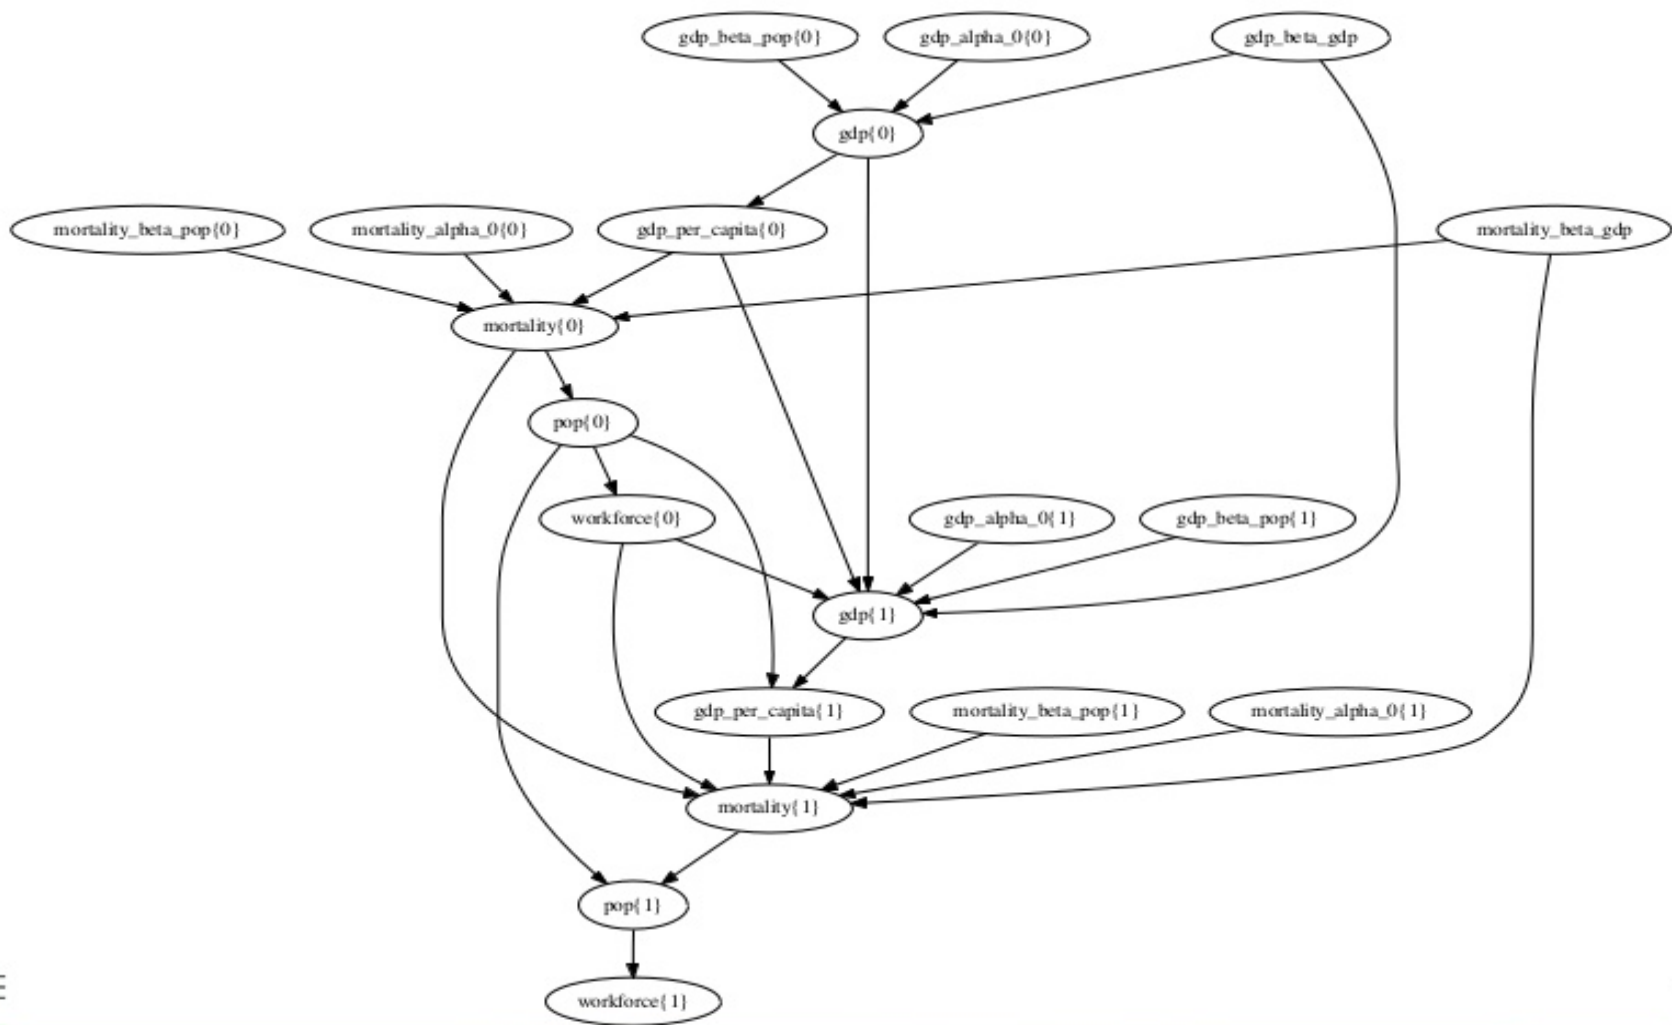 gdp_beta_pop{0} gdp_alpha_0{0} gdp_beta_gdp
gdp{0}
mortality_beta_pop{0} mortality_alpha_0{0} gdp_per_capita{0} mortality_beta_gdp
mortality{0}
pop{0}
workforce{0} gdp_alpha_0{1} gdp_beta_pop{1}
gdp{1}
gdp_per_capita{1} mortality_beta_pop{1} mortality_alpha_0{1}
mortality{1}
pop{1}
workforce{1}